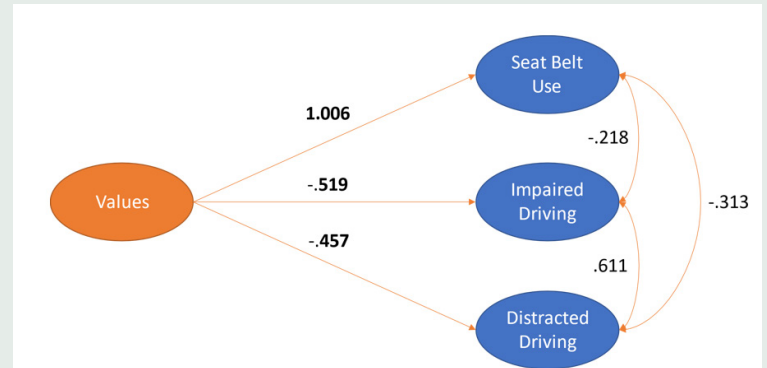 Seat Belt
Use
1.006
-.218
Values
-.519
Impaired
Driving
-.313
-.457
.611
Distracted
Driving